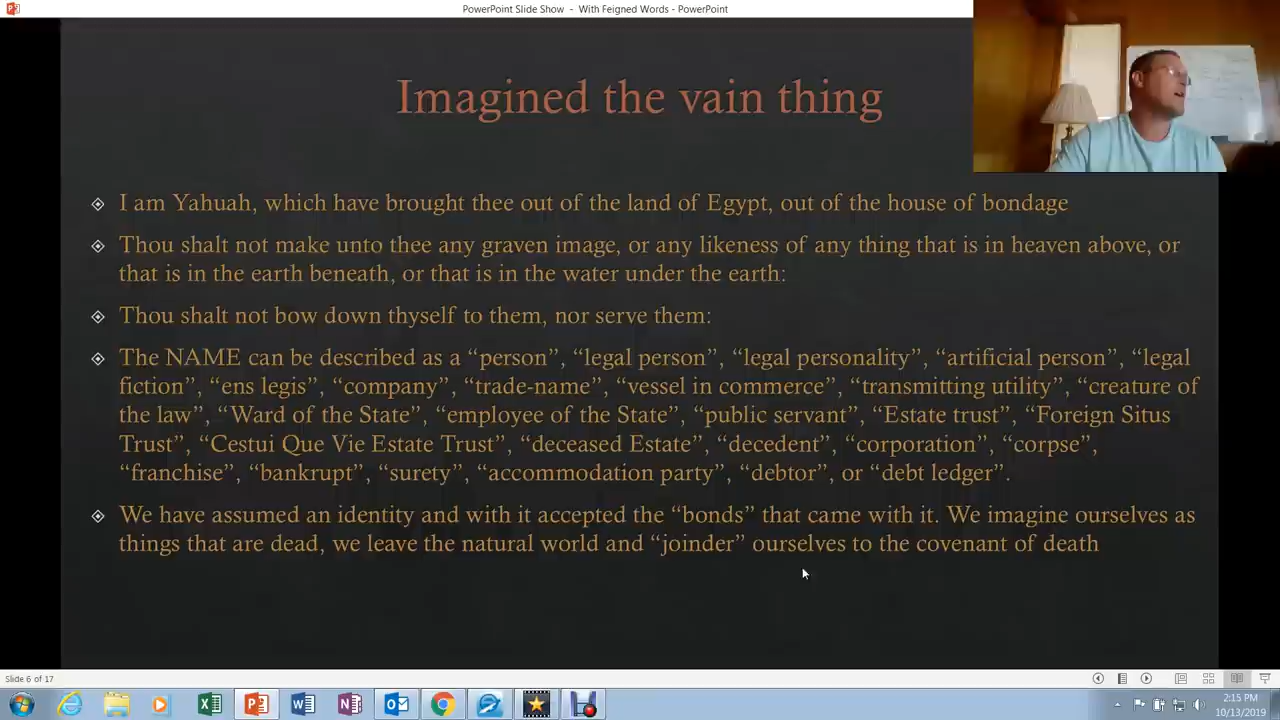 PowerPoint Slide Show - With Feigned Words - PowerPoint
Imagined the vain thing
I am Yahuah, which have brought thee out of the land of Egypt, out of the house of bondage
Thou shalt not make unto thee any graven image, or any likeness of any thing that is in heaven above, or
that is in the earth beneath, or that is in the water under the earth:
Thou shalt not bow down thyself to them, nor serve them:
The NAME can be described as a “person”, “legal person”, “legal personality”, “artificial person”, “legal
fiction”, “ens legis”, “company”, “trade-name”, “vessel in commerce”, “transmitting utility”, “creature of
the law”, “Ward of the State”, “employee of the State”, “public servant”, “Estate trust”, “Foreign Situs
Trust”, “Cestui Que Vie Estate Trust”, “deceased Estate”, “decedent”, “corporation”, “corpse”,
“franchise”, “bankrupt”, “surety”, “accommodation party”, “debtor”, or “debt ledger”.
We have assumed an identity and with it accepted the “bonds” that came with it. We imagine ourselves as
things that are dead, we leave the natural world and “joinder” ourselves to the covenant of death
Slide 6 of 17
2:15 PM
10/13/2019